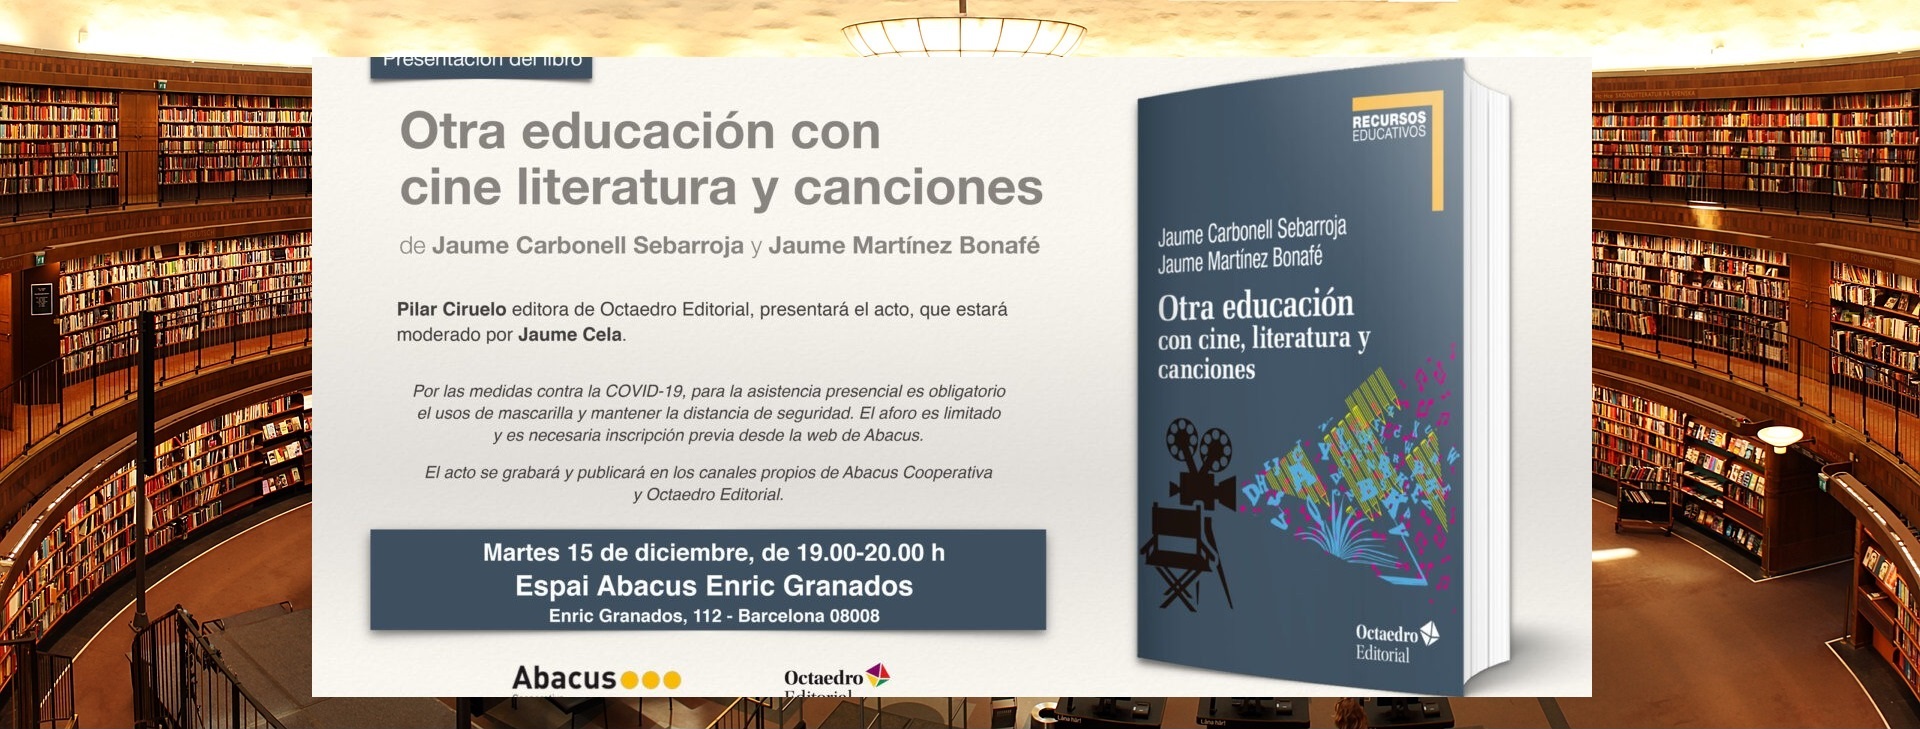 Presentación del libro
Otra educación con
cine literatura y canciones
de Jaume Carbonell Sebarroja y Jaume Martínez Bonafé
Pilar Ciruelo editora de Octaedro Editorial, presentará el acto, que estará
moderado por Jaume Cela.
Por las medidas contra la COVID-19, para la asistencia presencial es obligatorio
el usos de mascarilla y mantener la distancia de seguridad. El aforo es limitado
y es necesaria inscripción previa desde la web de Abacus.
El acto se grabará y publicará en los canales propios de Abacus Cooperativa
y Octaedro Editorial.
Martes 15 de diciembre, de 19.00-20.00 h
Espai Abacus Enric Granados
Enric Granados, 112 - Barcelona 08008
Abacus
Octaedro
Editorial
RECURSOS
EDUCATIVOS
Jaume Carbonell Sebarroja
Jaume Martínez Bonafé
Otra educación
con cine, literatura y
canciones
Octaedro
Editorial
Låna här!
Låna här!